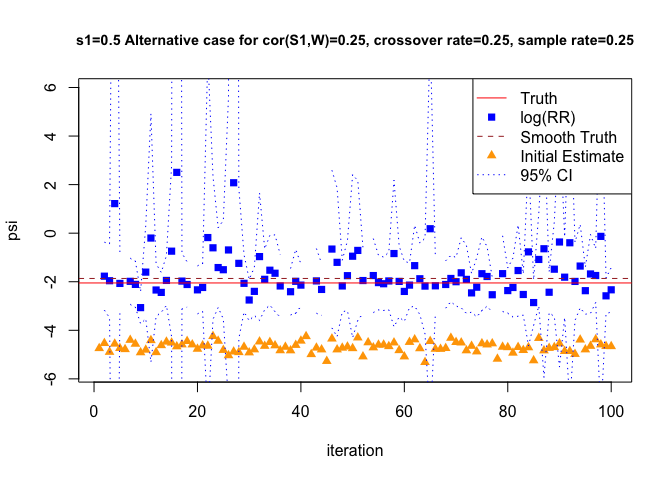 s1=0.5 Alternative case for cor(S1,W)=0.25, crossover rate=0.25, sample rate=0.25
6
4
2
0
-2
-4
-6
psi
Truth
log(RR)
Smooth Truth
Initial Estimate
95% CI
0 20 40 60 80 100
iteration